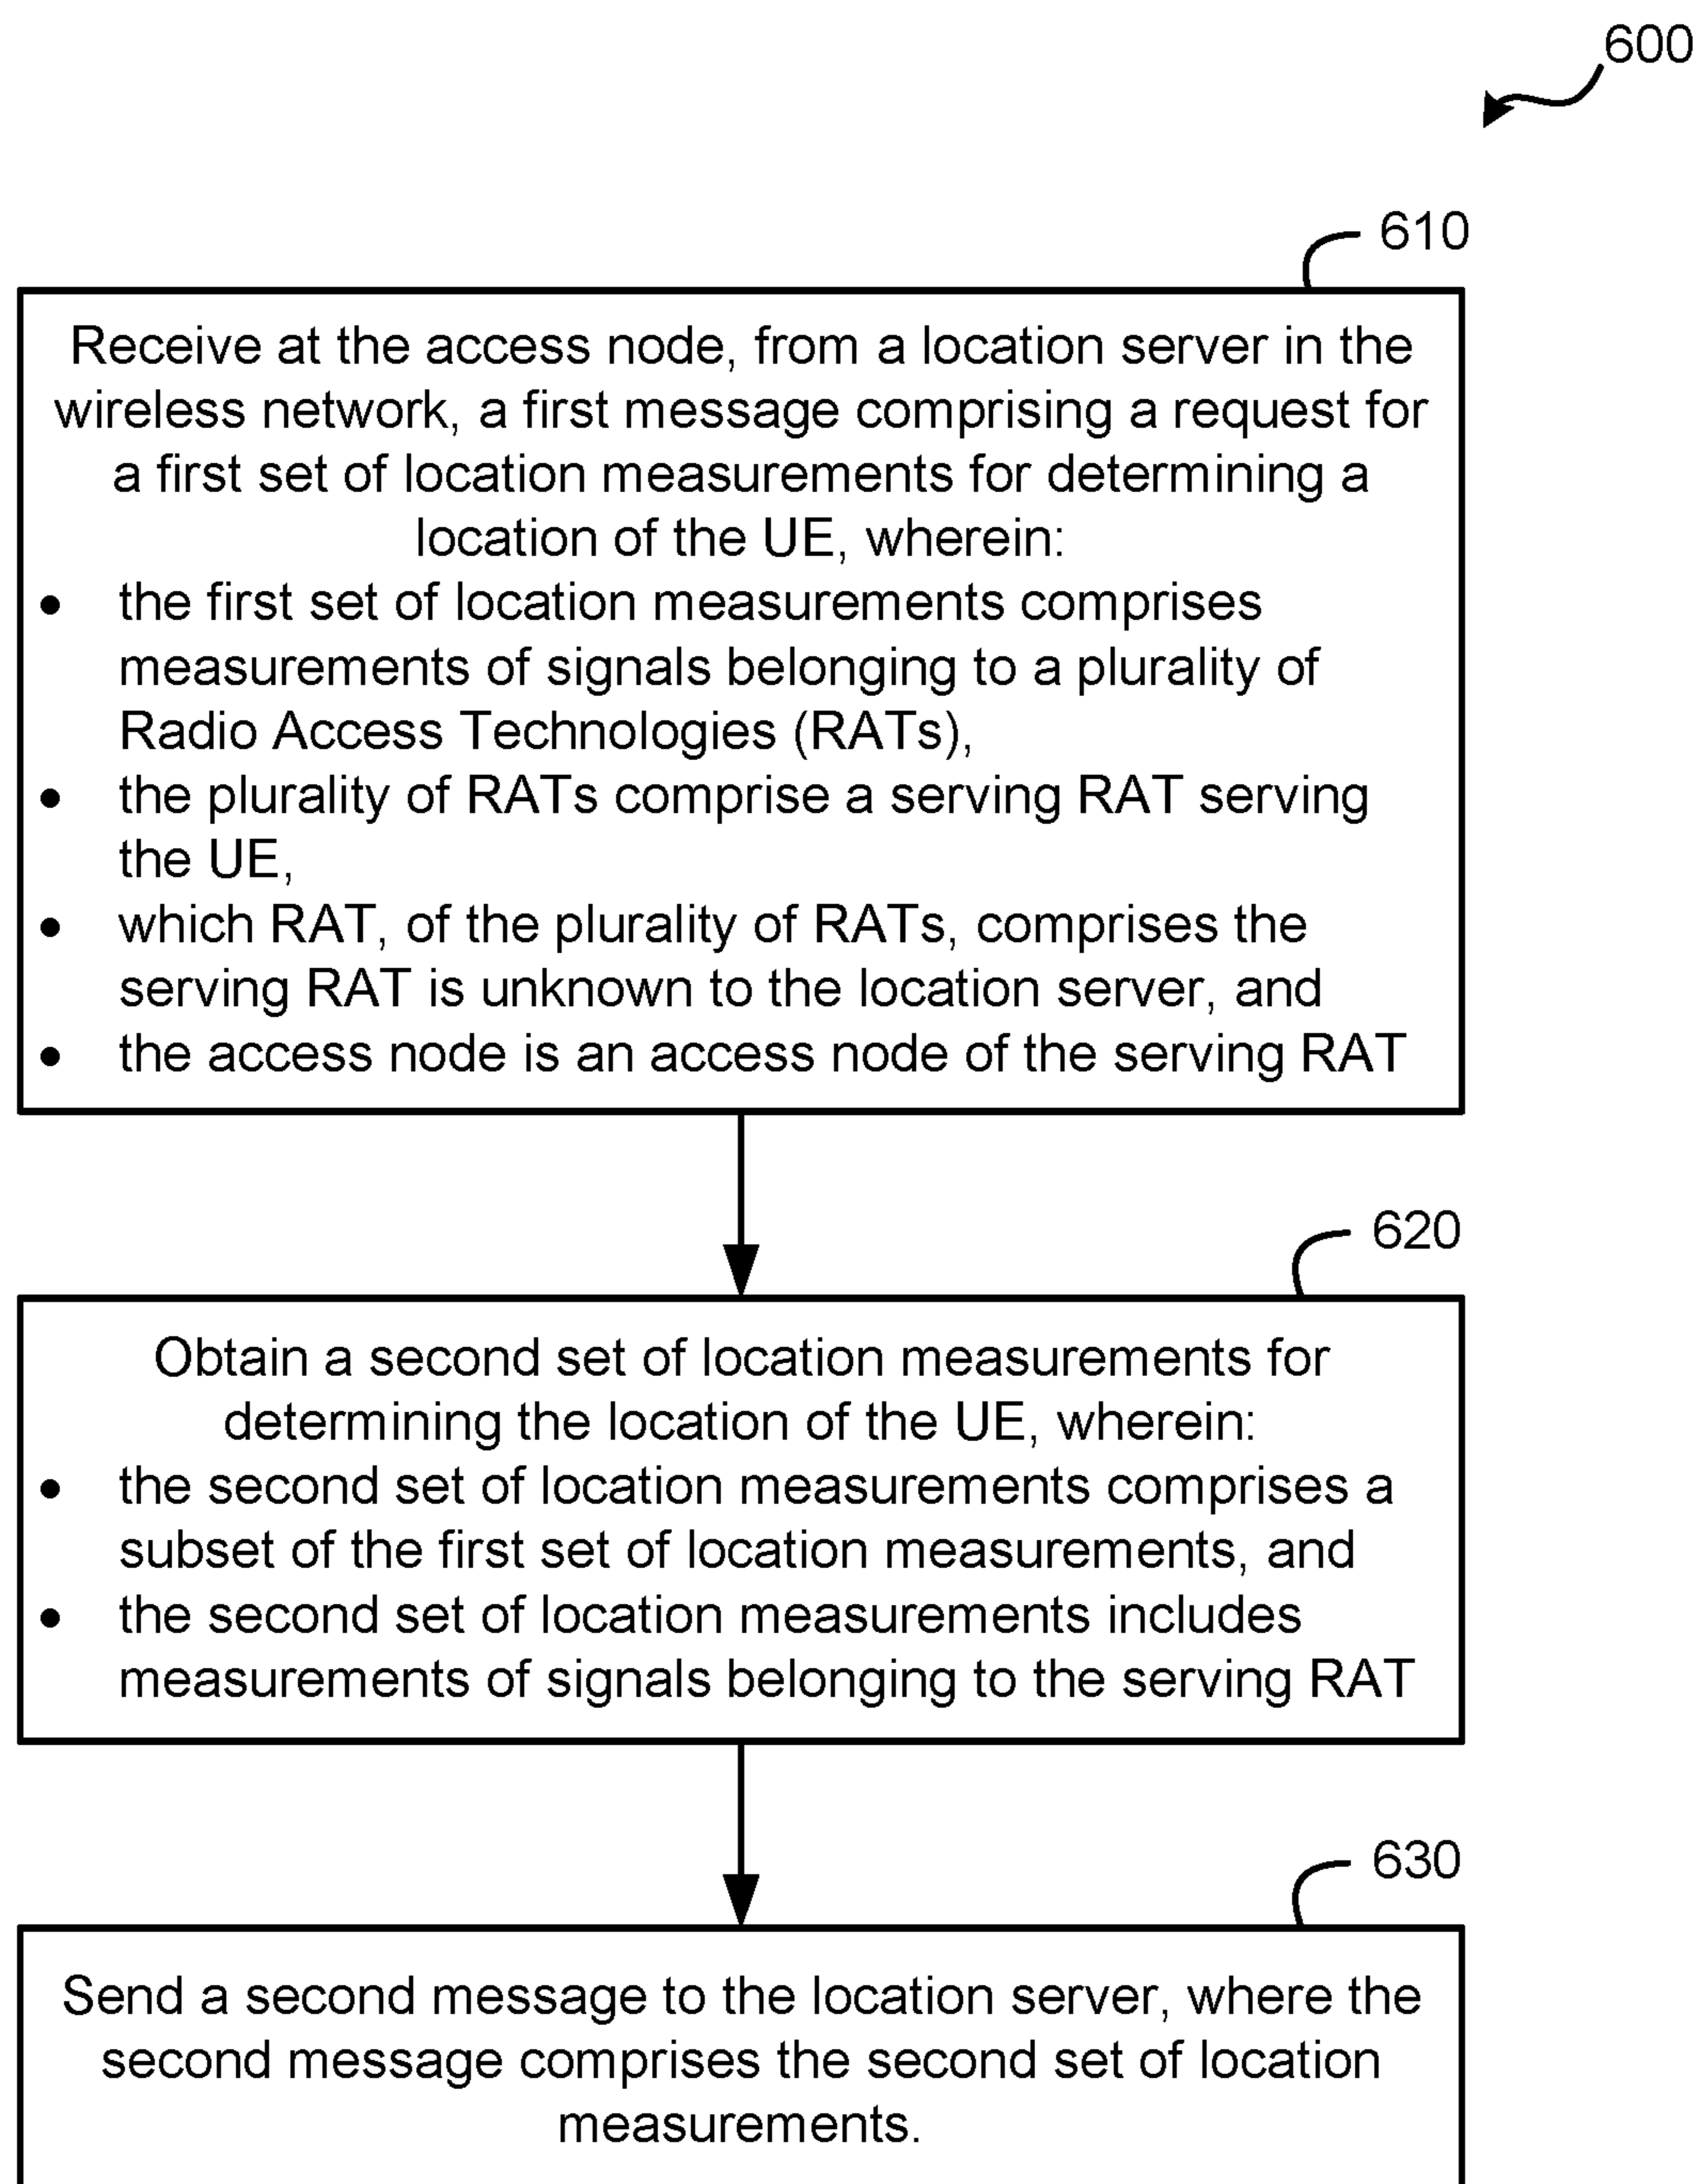 600
610
Receive at the access node, from a location server in the
wireless network, a first message comprising a request for
a first set of location measurements for determining a
location of the UE, wherein:
• the first set of location measurements comprises
measurements of signals belonging to a plurality of
Radio Access Technologies (RATs),
• the plurality of RATs comprise a serving RAT serving
the UE,
• which RAT, of the plurality of RATs, comprises the
serving RAT is unknown to the location server, and
• the access node is an access node of the serving RAT
620
Obtain a second set of location measurements for
determining the location of the UE, wherein:
• the second set of location measurements comprises a
subset of the first set of location measurements, and
• the second set of location measurements includes
measurements of signals belonging to the serving RAT
630
Send a second message to the location server, where the
second message comprises the second set of location
measurements.